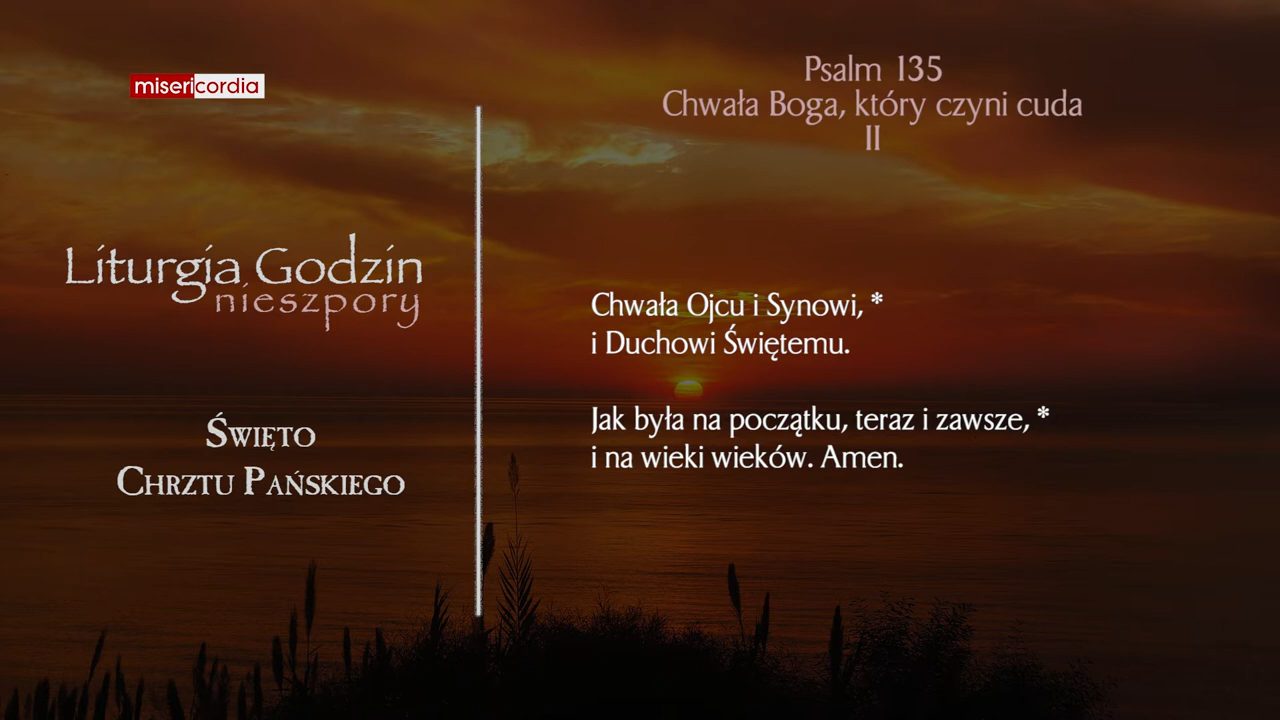 misericordia
Psalm 135
Chwała Boga, który czyni cuda
II
Liturgia Godzin
nieszpory
Święto
Chrztu Pańskiego
Chwała Ojcu i Synowi, *
i Duchowi Świętemu.
Jak była na początku, teraz i zawsze, *
i na wieki wieków. Amen.